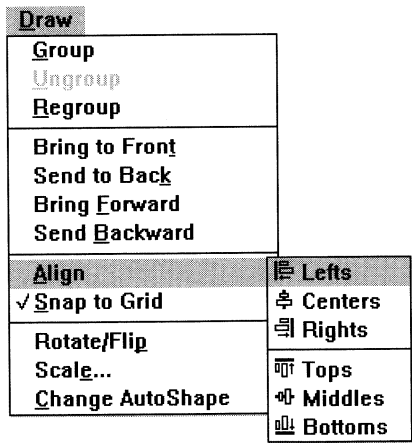 Draw
Group
Ungroup
Regroup
Bring to Front
Send to Back
Bring Forward
Send Backward
Align
✓ Snap to Grid
Rotate/Flip
Scale...
Change AutoShape
Lefts
Centers
Rights
Tops
Middles
Bottoms